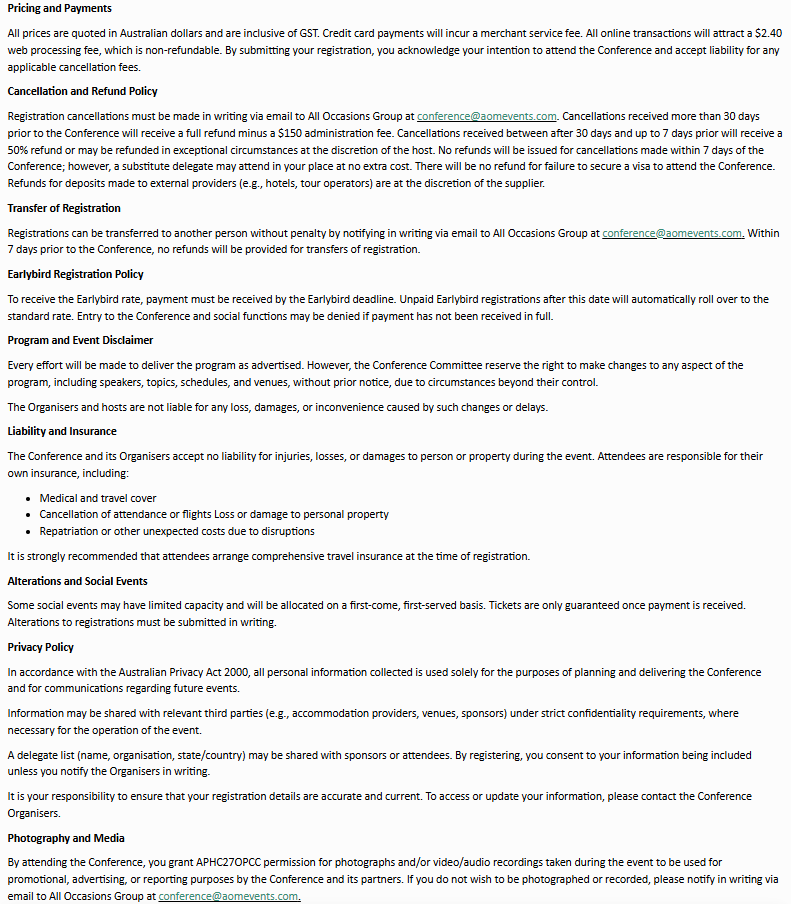 Pricing and Payments
All prices are quoted in Australian dollars and are inclusive of GST. Credit card payments will incur a merchant service fee. All online transactions will attract a $2.40
web processing fee, which is non-refundable. By submitting your registration, you acknowledge your intention to attend the Conference and accept liability for any
applicable cancellation fees.
Cancellation and Refund Policy
Registration cancellations must be made in writing via email to All Occasions Group at conference@aomevents.com. Cancellations received more than 30 days
prior to the Conference will receive a full refund minus a $150 administration fee. Cancellations received between after 30 days and up to 7 days prior will receive a
50% refund or may be refunded in exceptional circumstances at the discretion of the host. No refunds will be issued for cancellations made within 7 days of the
Conference; however, a substitute delegate may attend in your place at no extra cost. There will be no refund for failure to secure a visa to attend the Conference.
Refunds for deposits made to external providers (e.g., hotels, tour operators) are at the discretion of the supplier.
Transfer of Registration
Registrations can be transferred to another person without penalty by notifying in writing via email to All Occasions Group at conference@aomevents.com. Within
7 days prior to the Conference, no refunds will be provided for transfers of registration.
Earlybird Registration Policy
To receive the Earlybird rate, payment must be received by the Earlybird deadline. Unpaid Earlybird registrations after this date will automatically roll over to the
standard rate. Entry to the Conference and social functions may be denied if payment has not been received in full.
Program and Event Disclaimer
Every effort will be made to deliver the program as advertised. However, the Conference Committee reserve the right to make changes to any aspect of the
program, including speakers, topics, schedules, and venues, without prior notice, due to circumstances beyond their control.
The Organisers and hosts are not liable for any loss, damages, or inconvenience caused by such changes or delays.
Liability and Insurance
The Conference and its Organisers accept no liability for injuries, losses, or damages to person or property during the event. Attendees are responsible for their
own insurance, including:
• Medical and travel cover
• Cancellation of attendance or flights Loss or damage to personal property
• Repatriation or other unexpected costs due to disruptions
It is strongly recommended that attendees arrange comprehensive travel insurance at the time of registration.
Alterations and Social Events
Some social events may have limited capacity and will be allocated on a first-come, first-served basis. Tickets are only guaranteed once payment is received.
Alterations to registrations must be submitted in writing.
Privacy Policy
In accordance with the Australian Privacy Act 2000, all personal information collected is used solely for the purposes of planning and delivering the Conference
and for communications regarding future events.
Information may be shared with relevant third parties (e.g., accommodation providers, venues, sponsors) under strict confidentiality requirements, where
necessary for the operation of the event.
A delegate list (name, organisation, state/country) may be shared with sponsors or attendees. By registering, you consent to your information being included
unless you notify the Organisers in writing.
It is your responsibility to ensure that your registration details are accurate and current. To access or update your information, please contact the Conference
Organisers.
Photography and Media
By attending the Conference, you grant APHC27OPCC permission for photographs and/or video/audio recordings taken during the event to be used for
promotional, advertising, or reporting purposes by the Conference and its partners. If you do not wish to be photographed or recorded, please notify in writing via
email to All Occasions Group at conference@aomevents.com.